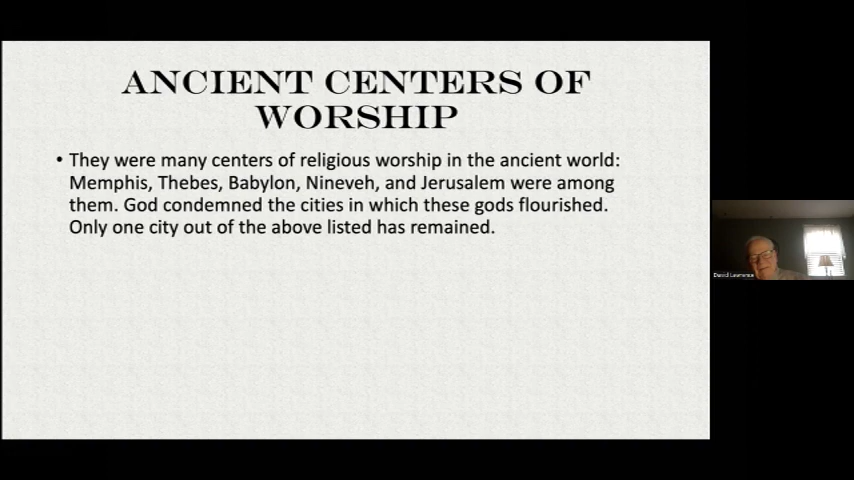 ANCIENT CENTERS OF
WORSHIP
• They were many centers of religious worship in the ancient world:
Memphis, Thebes, Babylon, Nineveh, and Jerusalem were among
them. God condemned the cities in which these gods flourished.
Only one city out of the above listed has remained.
David Lawrence